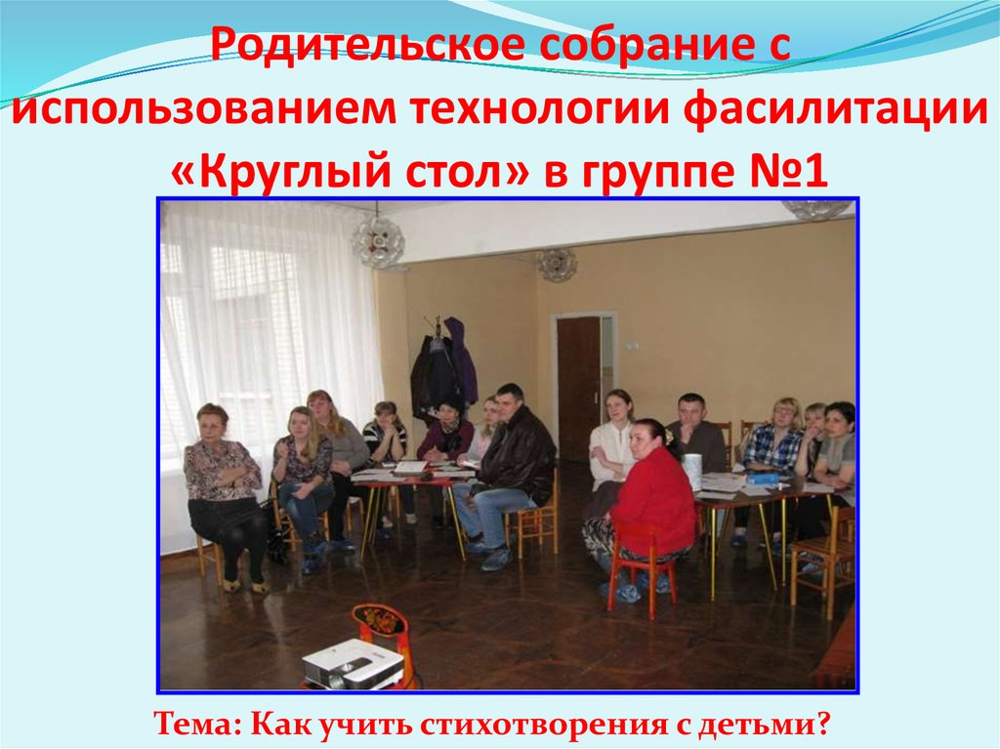 Родительское собрание с
использованием технологии фасилитации
«Круглый стол» в группе №1
Тема: Как учить стихотворения с детьми?